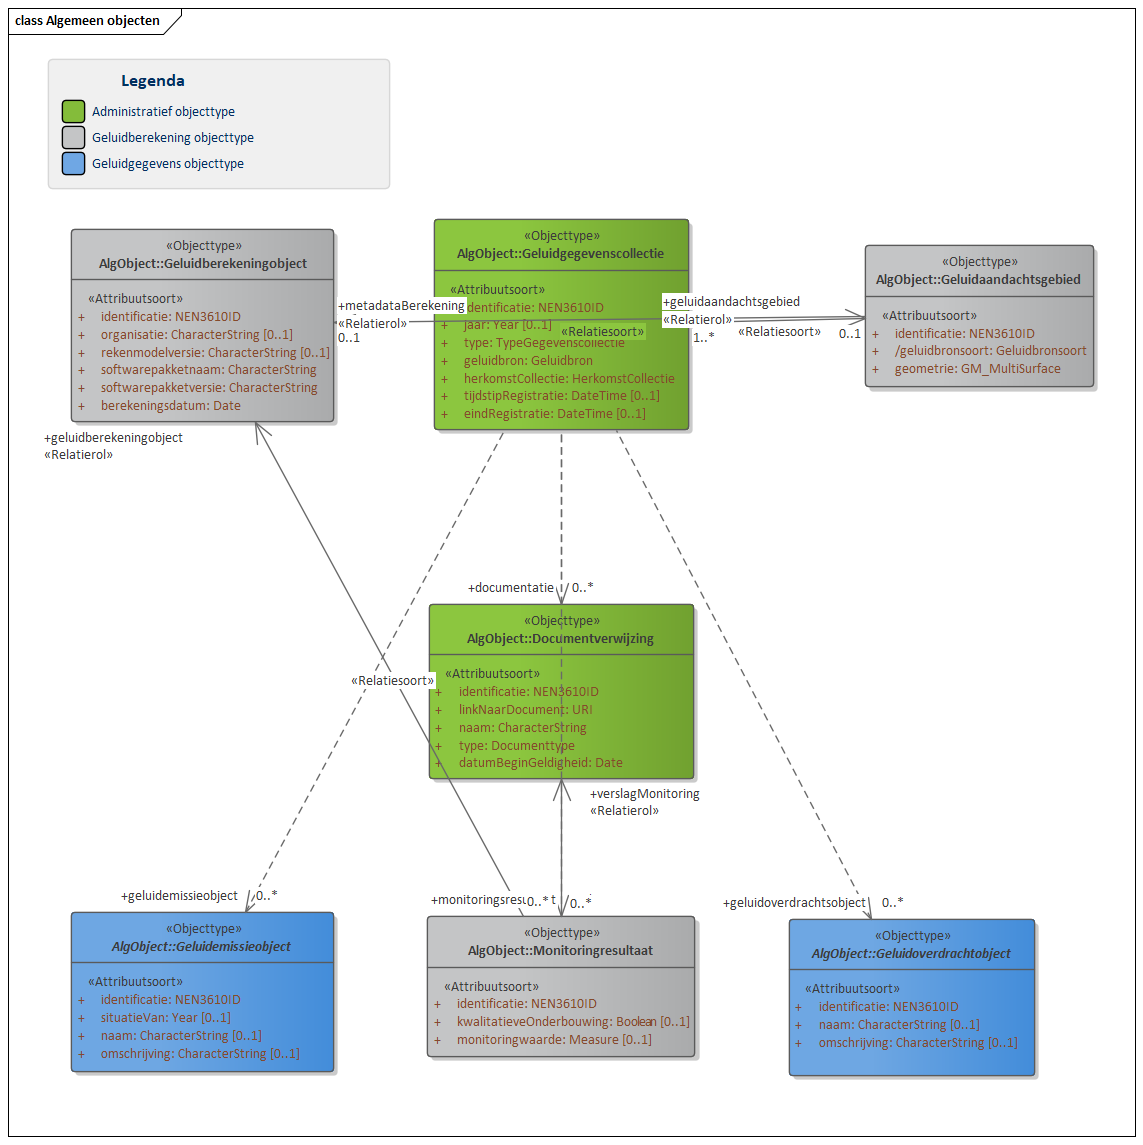 class Algemeen objecten
Legenda
Administratief objecttype
Geluidberekening objecttype
Geluidgegevens objecttype
«Objecttype»
AlgObject::Geluidberekeningobject
«Attribuutsoort»
+ identificatie: NEN3610ID
+ organisatie: CharacterString [0..1]
+ rekenmodelversie: CharacterString [0..1]
+ softwarepakketnaam: CharacterString
+ softwarepakketversie: CharacterString
+ berekeningsdatum: Date
«Objecttype»
AlgObject::Geluidgegevenscollectie
«Attribuutsoort»
identificatie: NEN3610ID
+ jaar: Year [0..1]
+ type: TypeGegevenscollectie
+ geluidbron: Geluidbron
+ herkomstCollectie: HerkomstCollectie
+ tijdstipRegistratie: DateTime [0..1]
+ eindRegistratie: DateTime [0..1]
«Objecttype»
AlgObject::Geluidaandachtsgebied
«Attribuutsoort»
+ identificatie: NEN3610ID
+ /geluidbronsoort: Geluidbronsoort
+ geometrie: GM_MultiSurface
+metadataBerekening
«Relatierol»
0..1
«Relatiesoort»
+geluidaandachtsgebied
«Relatierol»
1..*
«Relatiesoort»
0..1
+geluidberekeningobject
«Relatierol»
+documentatie
0..*
«Objecttype»
AlgObject::Documentverwijzing
«Attribuutsoort»
+ identificatie: NEN3610ID
+ linkNaarDocument: URI
+ naam: CharacterString
+ type: Documenttype
+ datumBeginGeldigheid: Date
«Relatiesoort»
+verslagMonitoring
«Relatierol»
+geluidemissieobject
0..*
+monitoringsresu
0..*
t
0..*
+geluidoverdrachtsobject
0..*
«Objecttype»
AlgObject::Geluidemissieobject
«Attribuutsoort»
+ identificatie: NEN3610ID
+ situatieVan: Year [0..1]
+ naam: CharacterString [0..1]
+ omschrijving: CharacterString [0..1]
«Objecttype»
AlgObject::Monitoringresultaat
«Attribuutsoort»
+ identificatie: NEN3610ID
+ kwalitatieveOnderbouwing: Boolean [0..1]
+ monitoringwaarde: Measure [0..1]
«Objecttype»
AlgObject::Geluidoverdrachtobject
«Attribuutsoort»
+ identificatie: NEN3610ID
+ naam: CharacterString [0..1]
+ omschrijving: CharacterString [0..1]